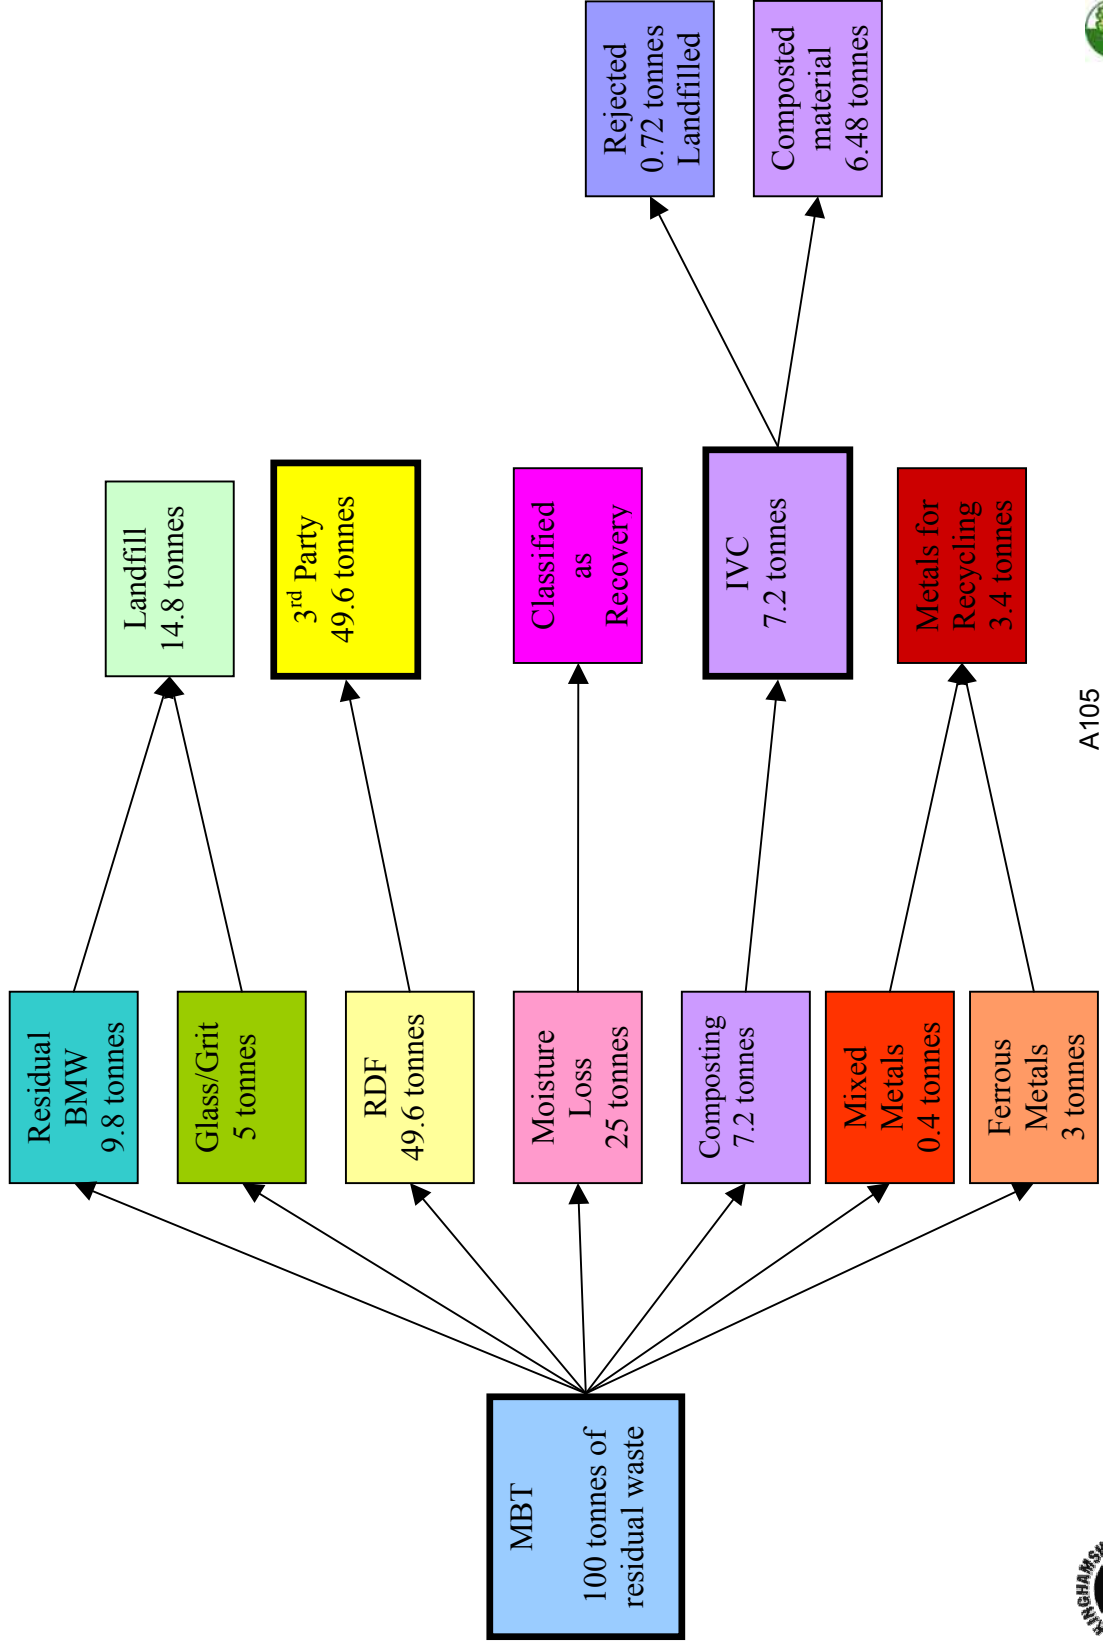 MBT
100 tonnes of
residual waste
Residual
BMW
9.8 tonnes
Glass/Grit
5 tonnes
RDF
49.6 tonnes
Moisture
Loss
25 tonnes
Composting
7.2 tonnes
Mixed
Metals
0.4 tonnes
Ferrous
Metals
3 tonnes
Landfill
14.8 tonnes
3rd Party
49.6 tonnes
Classified
as
Recovery
IVC
7.2 tonnes
Metals for
Recycling
3.4 tonnes
Rejected
0.72 tonnes
Landfilled
Composted
material
6.48 tonnes
A105